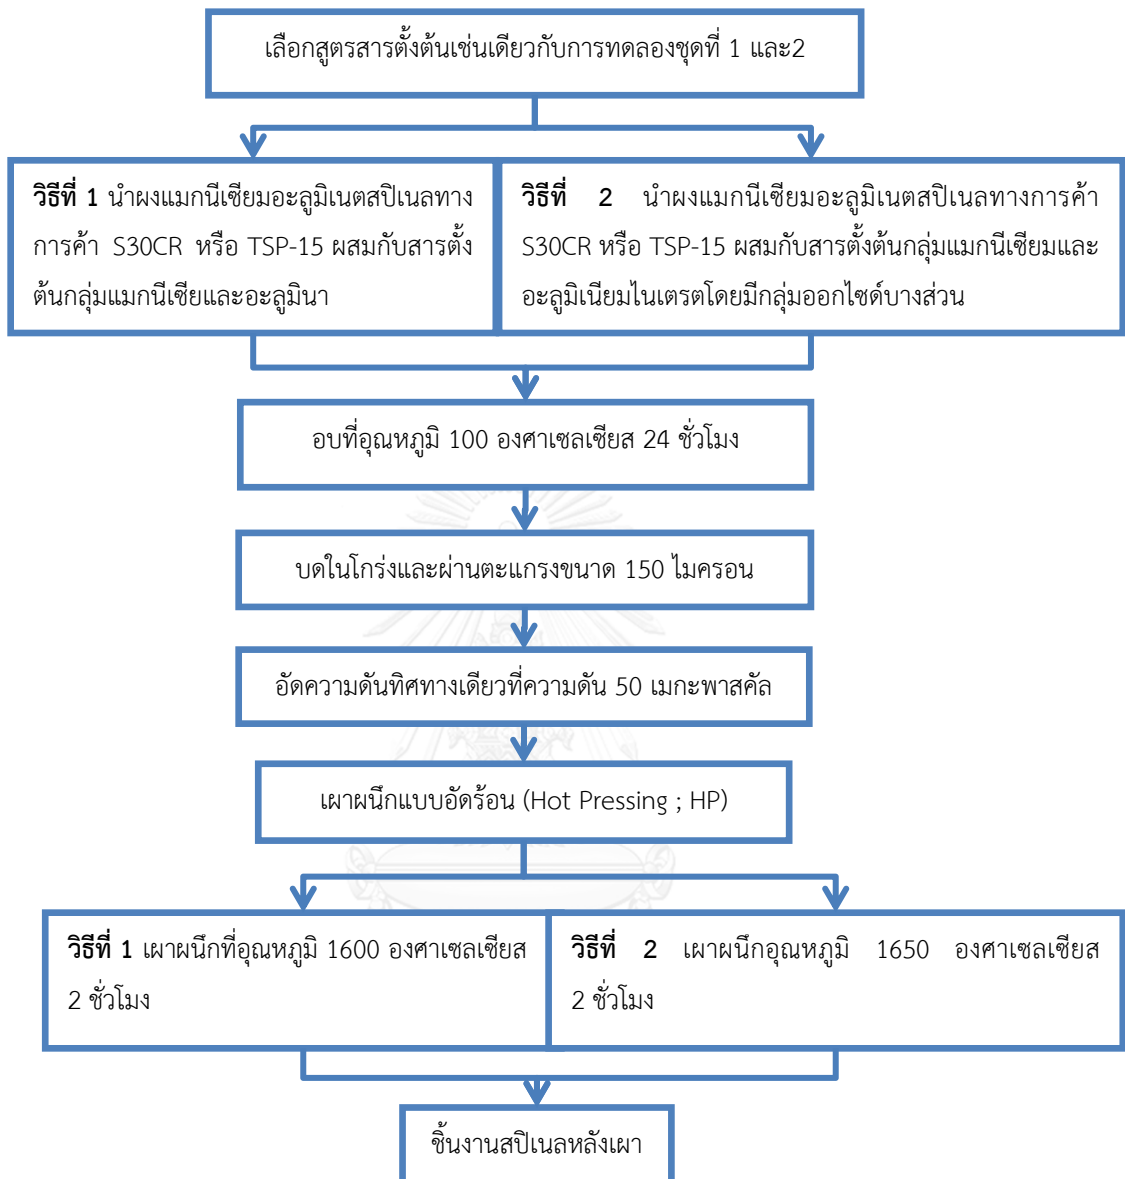 เลือกสูตรสารตั้งต้นเช่นเดียวกับการทดลองชุดที่ 1 และ2
วิธีที่ 1 นำผงแมกนีเซียมอะลูมิเนตสปิเนลทาง
การค้า S30CR หรือ TSP-15 ผสมกับสารตั้ง
ต้นกลุ่มแมกนีเซียและอะลูมินา
วิธีที่ 2 นำผงแมกนีเซียมอะลูมิเนตสปิเนลทางการค้า
S30CR หรือ TSP-15 ผสมกับสารตั้งต้นกลุ่มแมกนีเซียมและ
อะลูมิเนียมไนเตรตโดยมีกลุ่มออกไซด์บางส่วน
อบที่อุณหภูมิ 100 องศาเซลเซียส 24 ชั่วโมง
บดในโกร่งและผ่านตะแกรงขนาด 150 ไมครอน
อัดความดันทิศทางเดียวที่ความดัน 50 เมกะพาสคัล
เผาผนึกแบบอัดร้อน (Hot Pressing ; HP)
วิธีที่ 1 เผาผนึกที่อุณหภูมิ 1600 องศาเซลเซียส
2 ชั่วโมง
วิธีที่ 2 เผาผนึกอุณหภูมิ 1650 องศาเซลเซียส
2 ชั่วโมง
ชิ้นงานสปิเนลหลังเผา